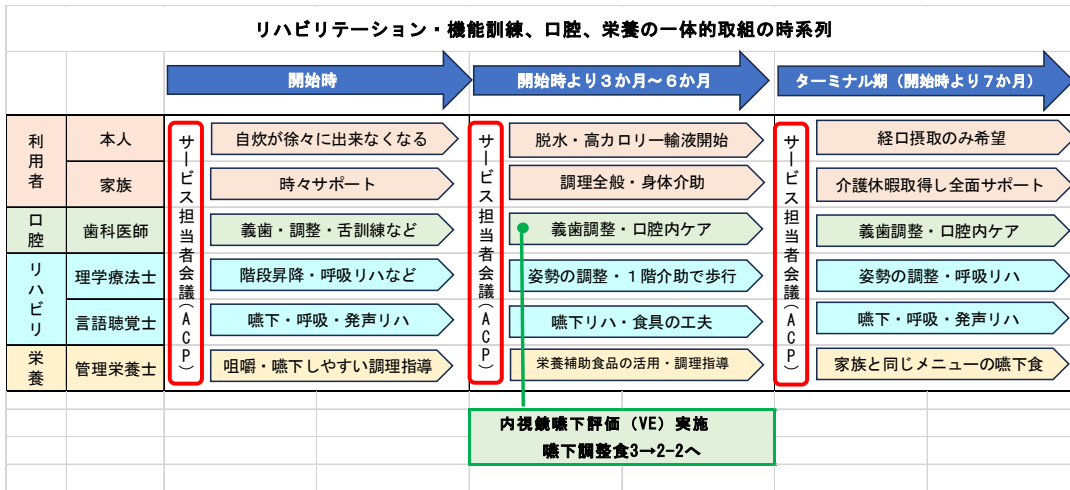 リハビリテーション・機能訓練、口腔、栄養の一体的取組の時系列
開始時
開始時より3か月～6か月
ターミナル期（開始時より7か月）
利用者
本人
サービス担当者会議(ACP)
自炊が徐々に出来なくなる
サービス担当者会議(ACP)
脱水・高カロリー輸液開始
サービス担当者会議(ACP)
経口摂取のみ希望
家族
時々サポート
調理全般・身体介助
介護休暇取得し全面サポート
口腔
歯科医師
義歯・調整・舌訓練など
義歯調整・口腔内ケア
義歯調整・口腔内ケア
リハビリ
理学療法士
階段昇降・呼吸リハなど
姿勢の調整・１階介助で歩行
姿勢の調整・呼吸リハ
言語聴覚士
嚥下・呼吸・発声リハ
嚥下リハ・食具の工夫
嚥下・呼吸・発声リハ
栄養
管理栄養士
咀嚼・嚥下しやすい調理指導
栄養補助食品の活用・調理指導
家族と同じメニューの嚥下食
内視鏡嚥下評価（VE）実施
嚥下調整食3→2-2へ